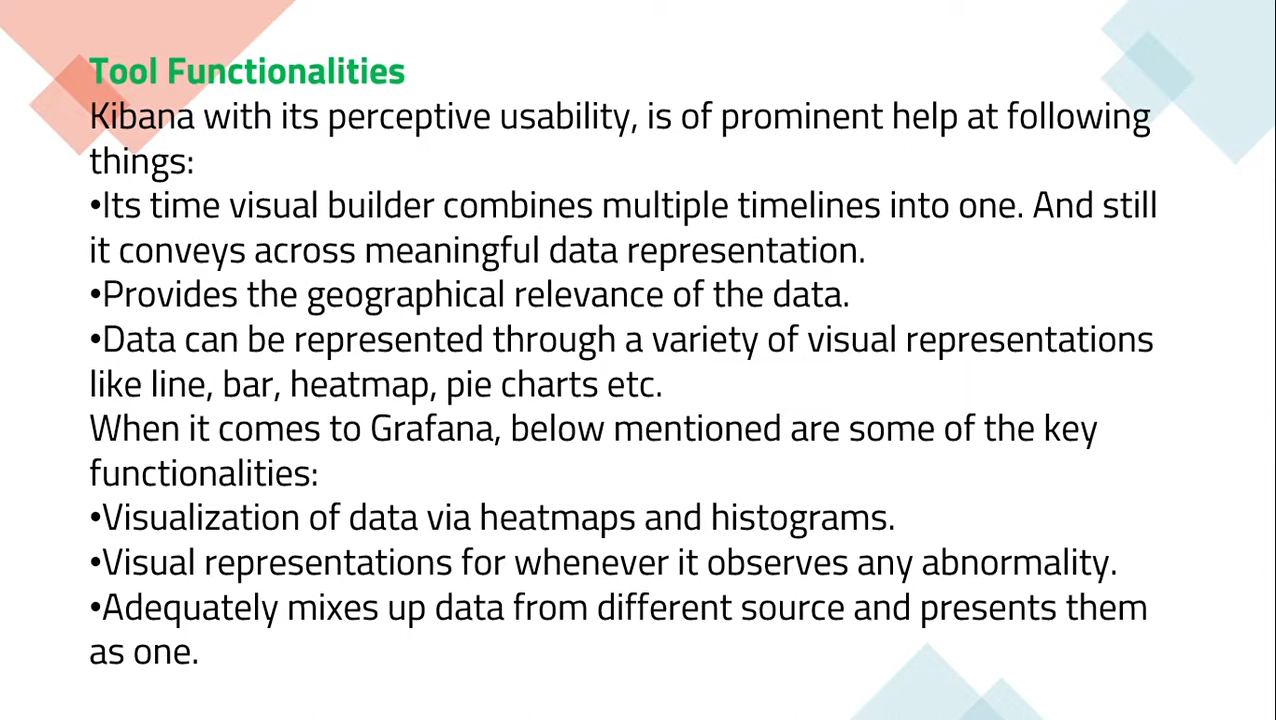 Tool Functionalities
Kibana with its perceptive usability, is of prominent help at following
things:
•Its time visual builder combines multiple timelines into one. And still
it conveys across meaningful data representation.
•Provides the geographical relevance of the data.
•Data can be represented through a variety of visual representations
like line, bar, heatmap, pie charts etc.
When it comes to Grafana, below mentioned are some of the key
functionalities:
•Visualization of data via heatmaps and histograms.
•Visual representations for whenever it observes any abnormality.
•Adequately mixes up data from different source and presents them
as one.